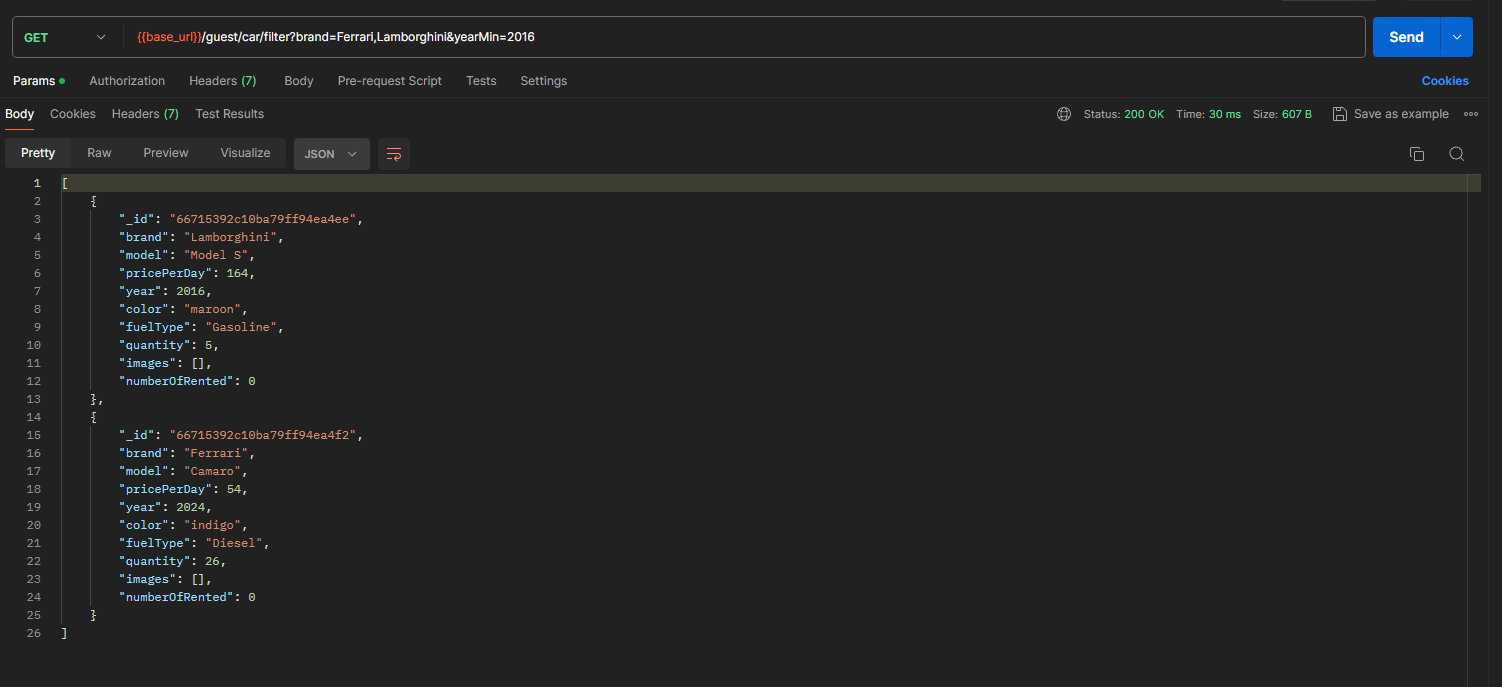 GET {{base_url}}/guest/car/filter?brand=Ferrari,Lamborghini&yearMin=2016 Send
Params Authorization Headers (7) Body Pre-request Script Tests Settings Cookies
Body Cookies Headers (7) Test Results Status: 200 OK Time: 30 ms Size: 607 B Save as example
Pretty Raw Preview Visualize JSON
1 [
2 {
3 "_id": "66715392c10ba79ff94ea4ee",
4 "brand": "Lamborghini",
5 "model": "Model S",
6 "pricePerDay": 164,
7 "year": 2016,
8 "color": "maroon",
9 "fuelType": "Gasoline",
10 "quantity": 5,
11 "images": [],
12 "numberOfRented": 0
13 },
14 {
15 "_id": "66715392c10ba79ff94ea4f2",
16 "brand": "Ferrari",
17 "model": "Camaro",
18 "pricePerDay": 54,
19 "year": 2024,
20 "color": "indigo",
21 "fuelType": "Diesel",
22 "quantity": 26,
23 "images": [],
24 "numberOfRented": 0
25 }
26 ]